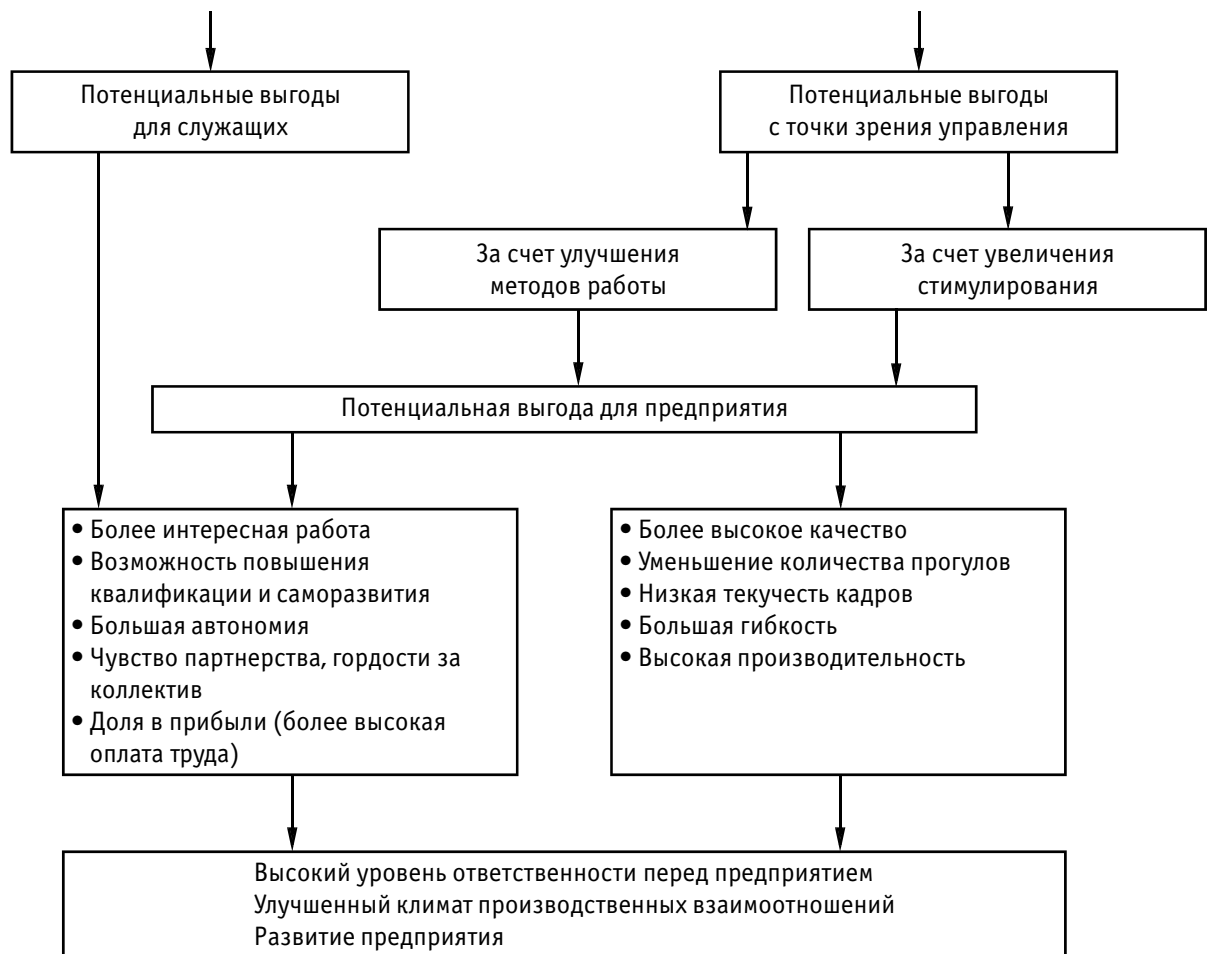 Потенциальные выгоды
для служащих
Потенциальные выгоды
с точки зрения управления
За счет улучшения
методов работы
За счет увеличения
стимулирования
Потенциальная выгода для предприятия
• Более интересная работа
• Возможность повышения
квалификации и саморазвития
• Большая автономия
• Чувство партнерства, гордости за
коллектив
• Доля в прибыли (более высокая
оплата труда)
• Более высокое качество
• Уменьшение количества прогулов
• Низкая текучесть кадров
• Большая гибкость
• Высокая производительность
Высокий уровень ответственности перед предприятием
Улучшенный климат производственных взаимоотношений
Развитие предприятия